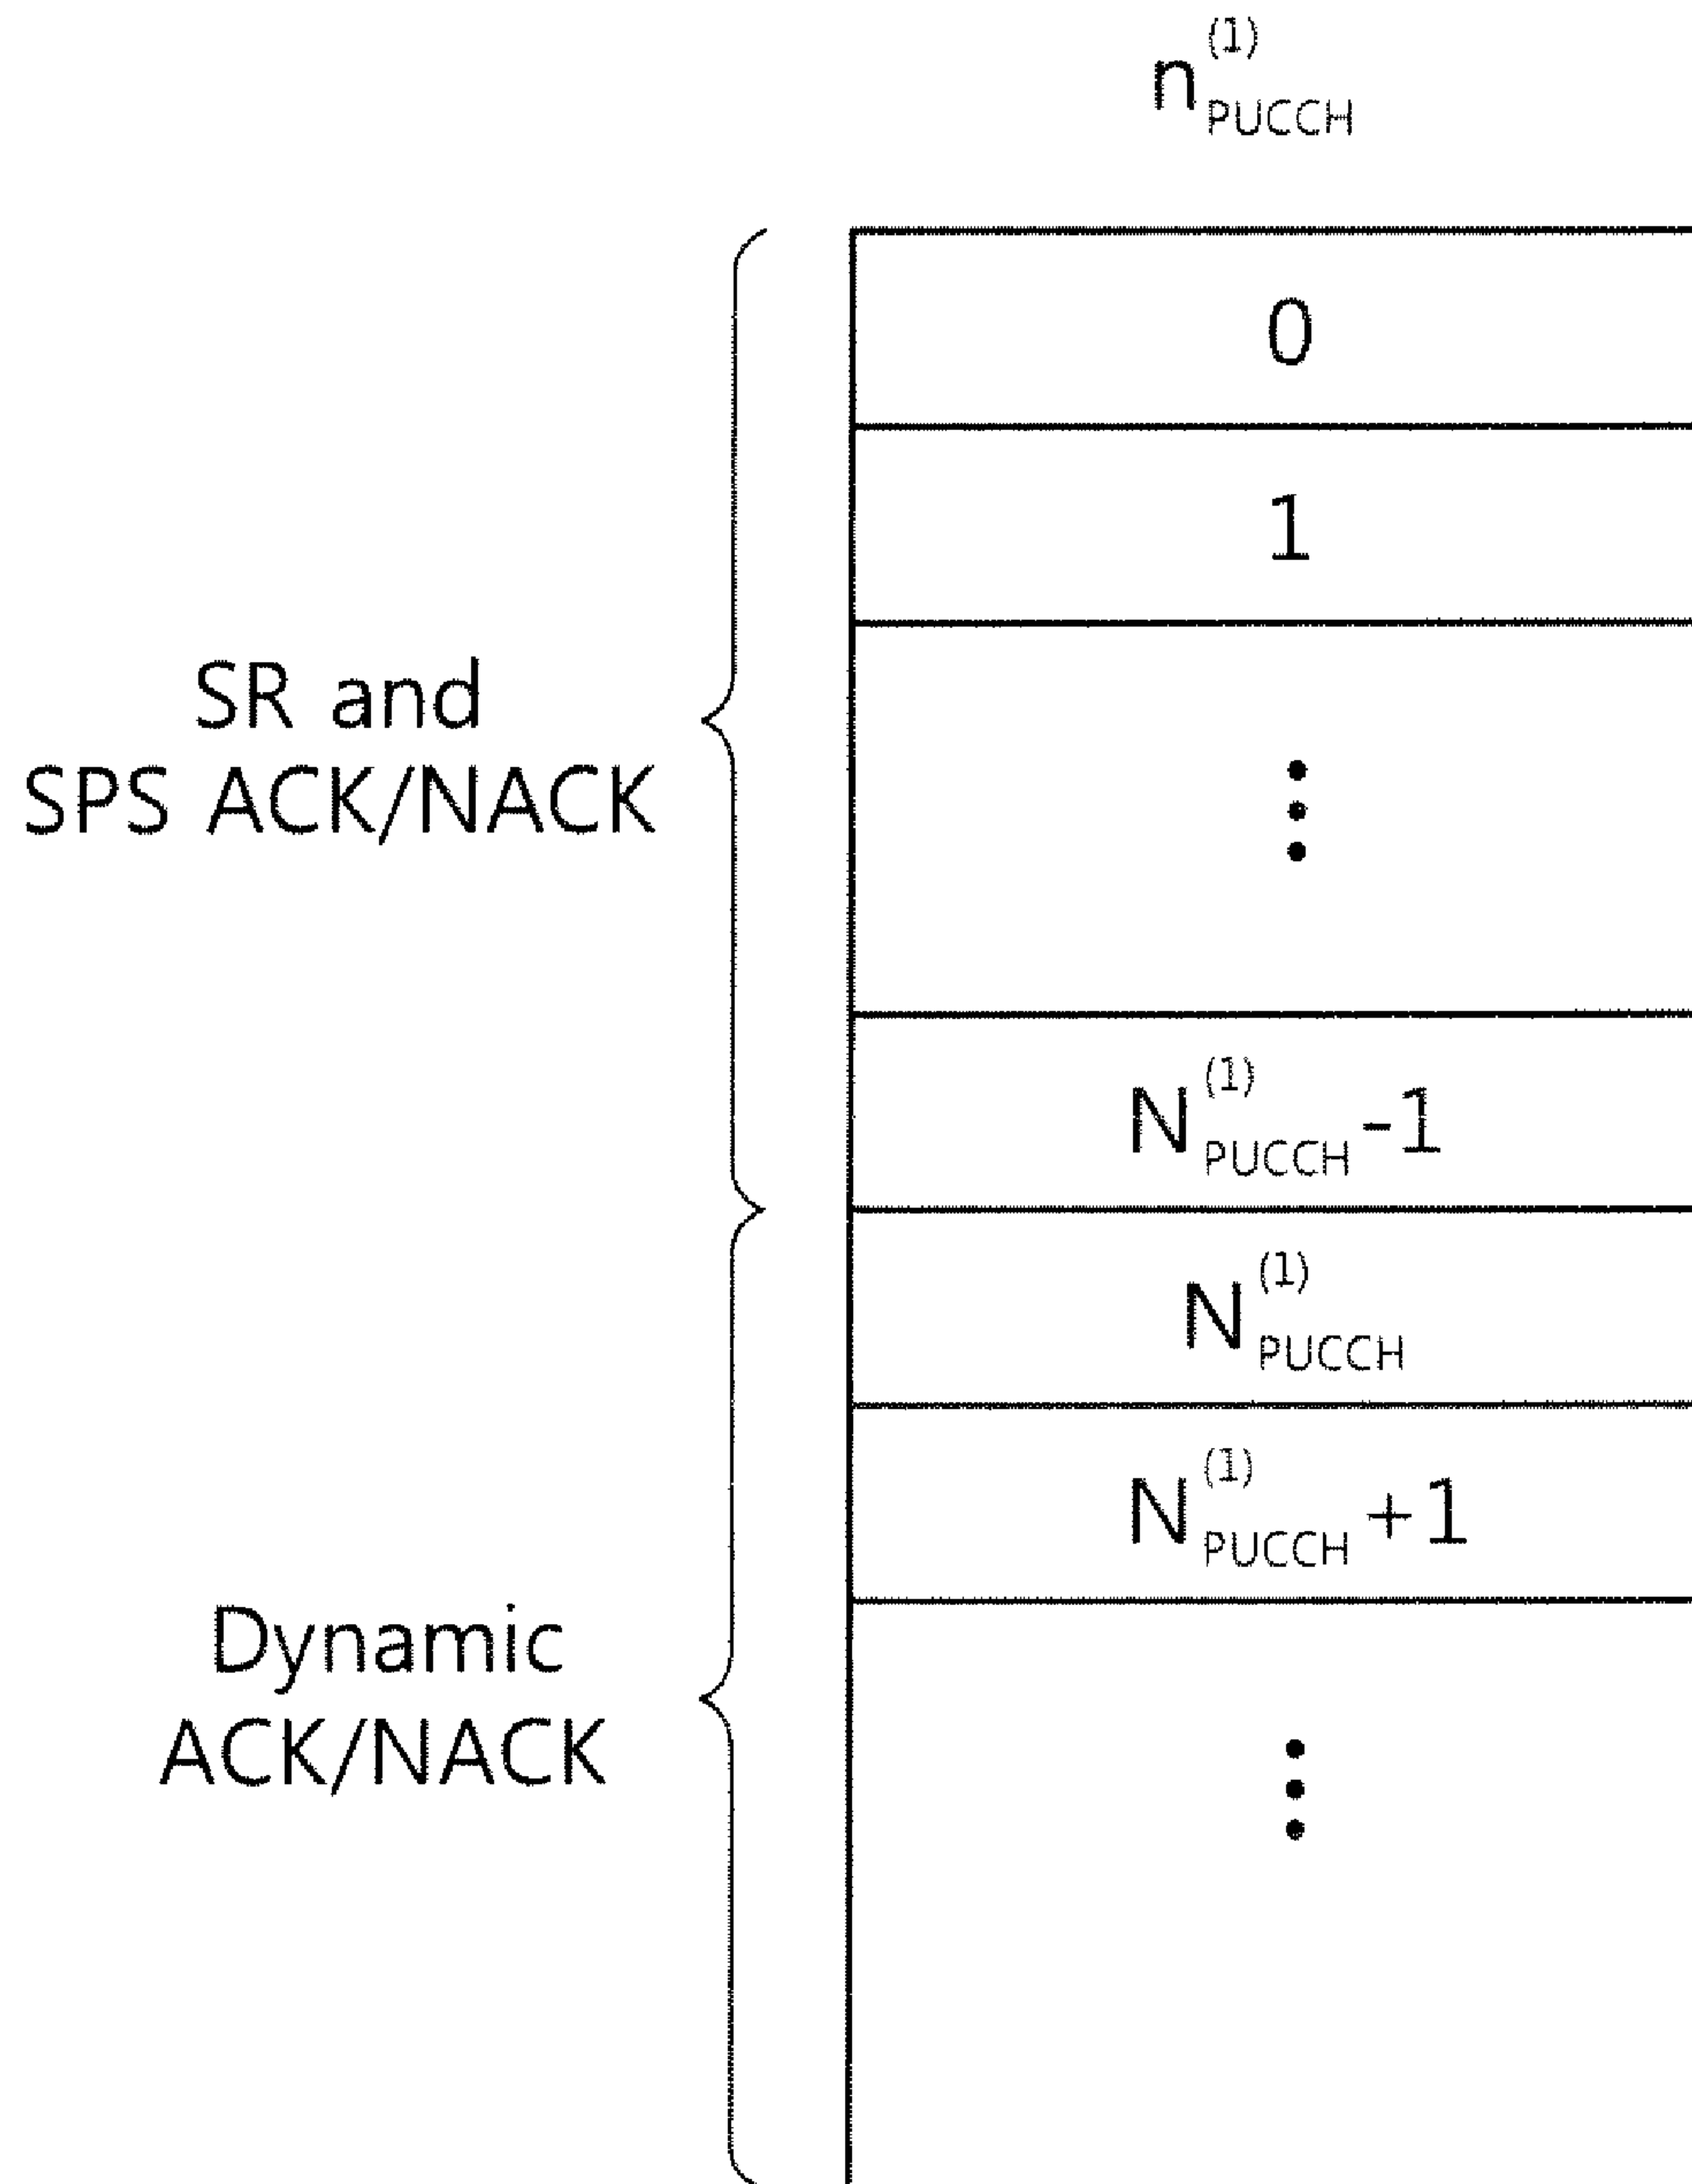 n^{(1)}_{PUCCH}
0
1
SR and
SPS ACK/NACK
⋮
N^{(1)}_{PUCCH}-1
N^{(1)}_{PUCCH}
N^{(1)}_{PUCCH}+1
Dynamic
ACK/NACK
⋮